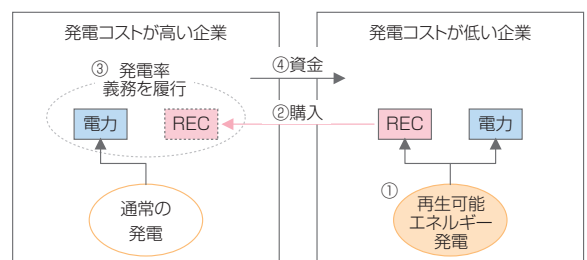 発電コストが高い企業
③ 発電率
義務を履行
電力
REC
通常の
発電
④資金
②購入
発電コストが低い企業
REC
電力
①
再生可能
エネルギー
発電